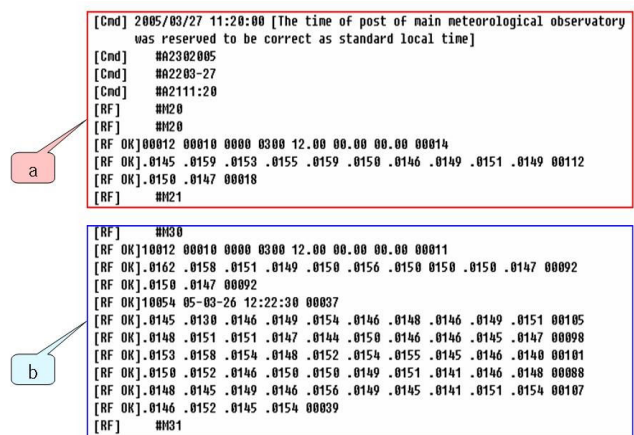 [Cmd] 2005/03/27 11:20:00 [The time of post of main meteorological observatory
was reserved to be correct as standard local time]
[Cmd] #A2302005
[Cmd] #A2203-27
[Cmd] #A2111:20
[RF] #M20
[RF] #M20
[RF OK]00012 00010 0000 0300 12.00 00.00 00.00 00014
[RF OK].0145 .0159 .0153 .0155 .0159 .0150 .0146 .0149 .0151 .0149 00112
[RF OK].0150 .0147 00018
[RF] #M21
a
[RF] #M30
[RF OK]10012 00010 0000 0300 12.00 00.00 00.00 00011
[RF OK].0162 .0158 .0151 .0149 .0150 .0156 .0150 0150 .0150 .0147 00092
[RF OK].0150 .0147 00092
[RF OK]10054 05-03-26 12:22:30 00037
[RF OK].0145 .0130 .0146 .0149 .0154 .0146 .0148 .0146 .0149 .0151 00105
[RF OK].0148 .0151 .0151 .0147 .0144 .0150 .0146 .0146 .0145 .0147 00098
[RF OK].0153 .0158 .0154 .0148 .0152 .0154 .0155 .0145 .0146 .0140 00101
[RF OK].0150 .0152 .0146 .0150 .0150 .0149 .0151 .0141 .0146 .0148 00088
[RF OK].0148 .0145 .0149 .0146 .0156 .0149 .0145 .0141 .0151 .0154 00107
[RF OK].0146 .0152 .0145 .0154 00039
[RF] #M31
b